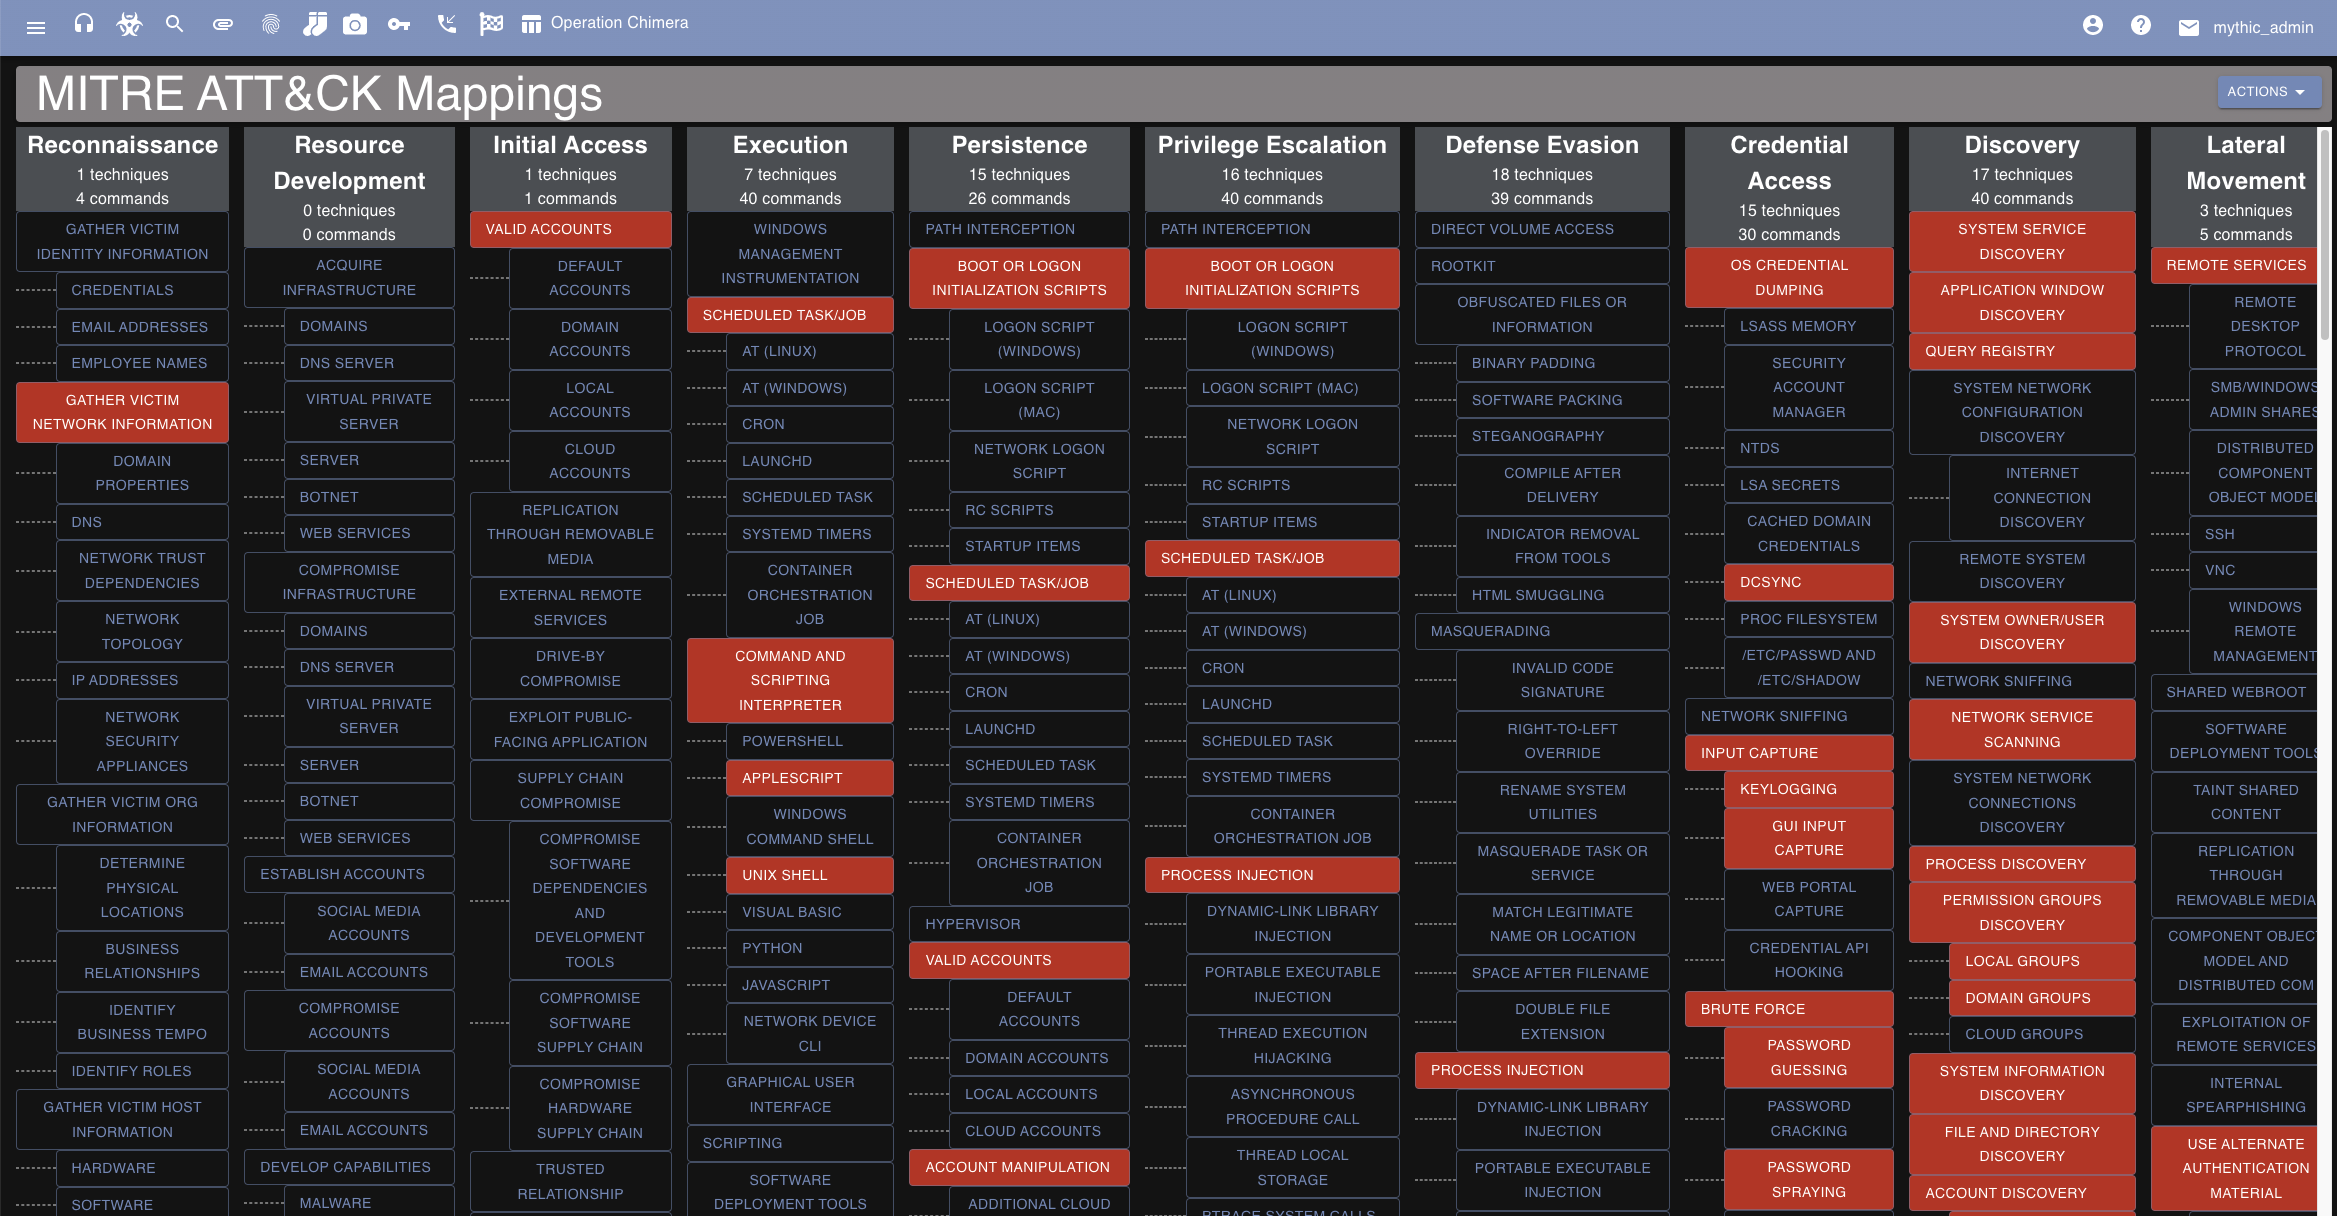 Operation Chimera
mythic_admin
MITRE ATT&CK Mappings
ACTIONS
Reconnaissance
1 techniques
4 commands
GATHER VICTIM
IDENTITY INFORMATION
CREDENTIALS
EMAIL ADDRESSES
EMPLOYEE NAMES
GATHER VICTIM
NETWORK INFORMATION
DOMAIN
PROPERTIES
DNS
NETWORK TRUST
DEPENDENCIES
NETWORK
TOPOLOGY
IP ADDRESSES
NETWORK
SECURITY
APPLIANCES
GATHER VICTIM ORG
INFORMATION
DETERMINE
PHYSICAL
LOCATIONS
BUSINESS
RELATIONSHIPS
IDENTIFY
BUSINESS TEMPO
IDENTIFY ROLES
GATHER VICTIM HOST
INFORMATION
HARDWARE
SOFTWARE
Resource
Development
0 techniques
0 commands
ACQUIRE
INFRASTRUCTURE
DOMAINS
DNS SERVER
VIRTUAL PRIVATE
SERVER
SERVER
BOTNET
WEB SERVICES
COMPROMISE
INFRASTRUCTURE
DOMAINS
DNS SERVER
VIRTUAL PRIVATE
SERVER
SERVER
BOTNET
WEB SERVICES
ESTABLISH ACCOUNTS
SOCIAL MEDIA
ACCOUNTS
EMAIL ACCOUNTS
COMPROMISE
ACCOUNTS
SOCIAL MEDIA
ACCOUNTS
EMAIL ACCOUNTS
DEVELOP CAPABILITIES
MALWARE
Initial Access
1 techniques
1 commands
VALID ACCOUNTS
DEFAULT
ACCOUNTS
DOMAIN
ACCOUNTS
LOCAL
ACCOUNTS
CLOUD
ACCOUNTS
REPLICATION
THROUGH REMOVABLE
MEDIA
EXTERNAL REMOTE
SERVICES
DRIVE-BY
COMPROMISE
EXPLOIT PUBLIC-
FACING APPLICATION
SUPPLY CHAIN
COMPROMISE
COMPROMISE
SOFTWARE
DEPENDENCIES
AND
DEVELOPMENT
TOOLS
COMPROMISE
SOFTWARE
SUPPLY CHAIN
COMPROMISE
HARDWARE
SUPPLY CHAIN
TRUSTED
RELATIONSHIP
Execution
7 techniques
40 commands
WINDOWS
MANAGEMENT
INSTRUMENTATION
SCHEDULED TASK/JOB
AT (LINUX)
AT (WINDOWS)
CRON
LAUNCHD
SCHEDULED TASK
SYSTEMD TIMERS
CONTAINER
ORCHESTRATION
JOB
COMMAND AND
SCRIPTING
INTERPRETER
POWERSHELL
APPLESCRIPT
WINDOWS
COMMAND SHELL
UNIX SHELL
VISUAL BASIC
PYTHON
JAVASCRIPT
NETWORK DEVICE
CLI
GRAPHICAL USER
INTERFACE
SCRIPTING
SOFTWARE
DEPLOYMENT TOOLS
Persistence
15 techniques
26 commands
PATH INTERCEPTION
BOOT OR LOGON
INITIALIZATION SCRIPTS
LOGON SCRIPT
(WINDOWS)
LOGON SCRIPT
(MAC)
NETWORK LOGON
SCRIPT
RC SCRIPTS
STARTUP ITEMS
SCHEDULED TASK/JOB
AT (LINUX)
AT (WINDOWS)
CRON
LAUNCHD
SCHEDULED TASK
SYSTEMD TIMERS
CONTAINER
ORCHESTRATION
JOB
HYPERVISOR
VALID ACCOUNTS
DEFAULT
ACCOUNTS
DOMAIN ACCOUNTS
LOCAL ACCOUNTS
CLOUD ACCOUNTS
ACCOUNT MANIPULATION
ADDITIONAL CLOUD
Privilege Escalation
16 techniques
40 commands
PATH INTERCEPTION
BOOT OR LOGON
INITIALIZATION SCRIPTS
LOGON SCRIPT
(WINDOWS)
LOGON SCRIPT (MAC)
NETWORK LOGON
SCRIPT
RC SCRIPTS
STARTUP ITEMS
SCHEDULED TASK/JOB
AT (LINUX)
AT (WINDOWS)
CRON
LAUNCHD
SCHEDULED TASK
SYSTEMD TIMERS
CONTAINER
ORCHESTRATION JOB
PROCESS INJECTION
DYNAMIC-LINK LIBRARY
INJECTION
PORTABLE EXECUTABLE
INJECTION
THREAD EXECUTION
HIJACKING
ASYNCHRONOUS
PROCEDURE CALL
THREAD LOCAL
STORAGE
PTRACE SYSTEM CALLS
Defense Evasion
18 techniques
39 commands
DIRECT VOLUME ACCESS
ROOTKIT
OBFUSCATED FILES OR
INFORMATION
BINARY PADDING
SOFTWARE PACKING
STEGANOGRAPHY
COMPILE AFTER
DELIVERY
INDICATOR REMOVAL
FROM TOOLS
HTML SMUGGLING
MASQUERADING
INVALID CODE
SIGNATURE
RIGHT-TO-LEFT
OVERRIDE
RENAME SYSTEM
UTILITIES
MASQUERADE TASK OR
SERVICE
MATCH LEGITIMATE
NAME OR LOCATION
SPACE AFTER FILENAME
DOUBLE FILE
EXTENSION
PROCESS INJECTION
DYNAMIC-LINK LIBRARY
INJECTION
PORTABLE EXECUTABLE
INJECTION
Credential
Access
15 techniques
30 commands
OS CREDENTIAL
DUMPING
LSASS MEMORY
SECURITY
ACCOUNT
MANAGER
NTDS
LSA SECRETS
CACHED DOMAIN
CREDENTIALS
DCSYNC
PROC FILESYSTEM
/ETC/PASSWD AND
/ETC/SHADOW
NETWORK SNIFFING
INPUT CAPTURE
KEYLOGGING
GUI INPUT
CAPTURE
WEB PORTAL
CAPTURE
CREDENTIAL API
HOOKING
BRUTE FORCE
PASSWORD
GUESSING
PASSWORD
CRACKING
PASSWORD
SPRAYING
Discovery
17 techniques
40 commands
SYSTEM SERVICE
DISCOVERY
APPLICATION WINDOW
DISCOVERY
QUERY REGISTRY
SYSTEM NETWORK
CONFIGURATION
DISCOVERY
INTERNET
CONNECTION
DISCOVERY
REMOTE SYSTEM
DISCOVERY
SYSTEM OWNER/USER
DISCOVERY
NETWORK SNIFFING
NETWORK SERVICE
SCANNING
SYSTEM NETWORK
CONNECTIONS
DISCOVERY
PROCESS DISCOVERY
PERMISSION GROUPS
DISCOVERY
LOCAL GROUPS
DOMAIN GROUPS
CLOUD GROUPS
SYSTEM INFORMATION
DISCOVERY
FILE AND DIRECTORY
DISCOVERY
ACCOUNT DISCOVERY
Lateral
Movement
3 techniques
5 commands
REMOTE SERVICES
REMOTE
DESKTOP
PROTOCOL
SMB/WINDOWS
ADMIN SHARES
DISTRIBUTED
COMPONENT
OBJECT MODEL
SSH
VNC
WINDOWS
REMOTE
MANAGEMENT
SHARED WEBROOT
SOFTWARE
DEPLOYMENT TOOLS
TAINT SHARED
CONTENT
REPLICATION
THROUGH
REMOVABLE MEDIA
COMPONENT OBJECT
MODEL AND
DISTRIBUTED COM
EXPLOITATION OF
REMOTE SERVICES
INTERNAL
SPEARPHISHING
USE ALTERNATE
AUTHENTICATION
MATERIAL